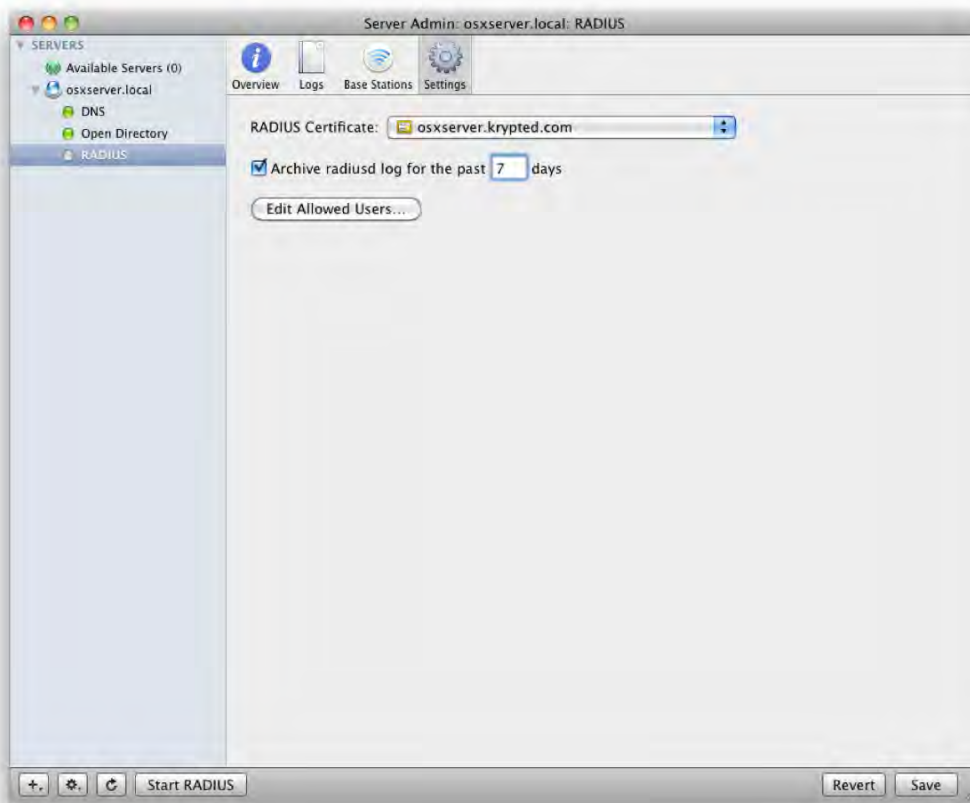 Server Admin: osxserver.local: RADIUS
SERVERS
Available Servers (0)
osxserver.local
DNS
Open Directory
RADIUS
Overview
Logs
Base Stations
Settings
RADIUS Certificate: osxserver.krypted.com
Archive radiusd log for the past 7 days
Edit Allowed Users...
Start RADIUS
Revert
Save